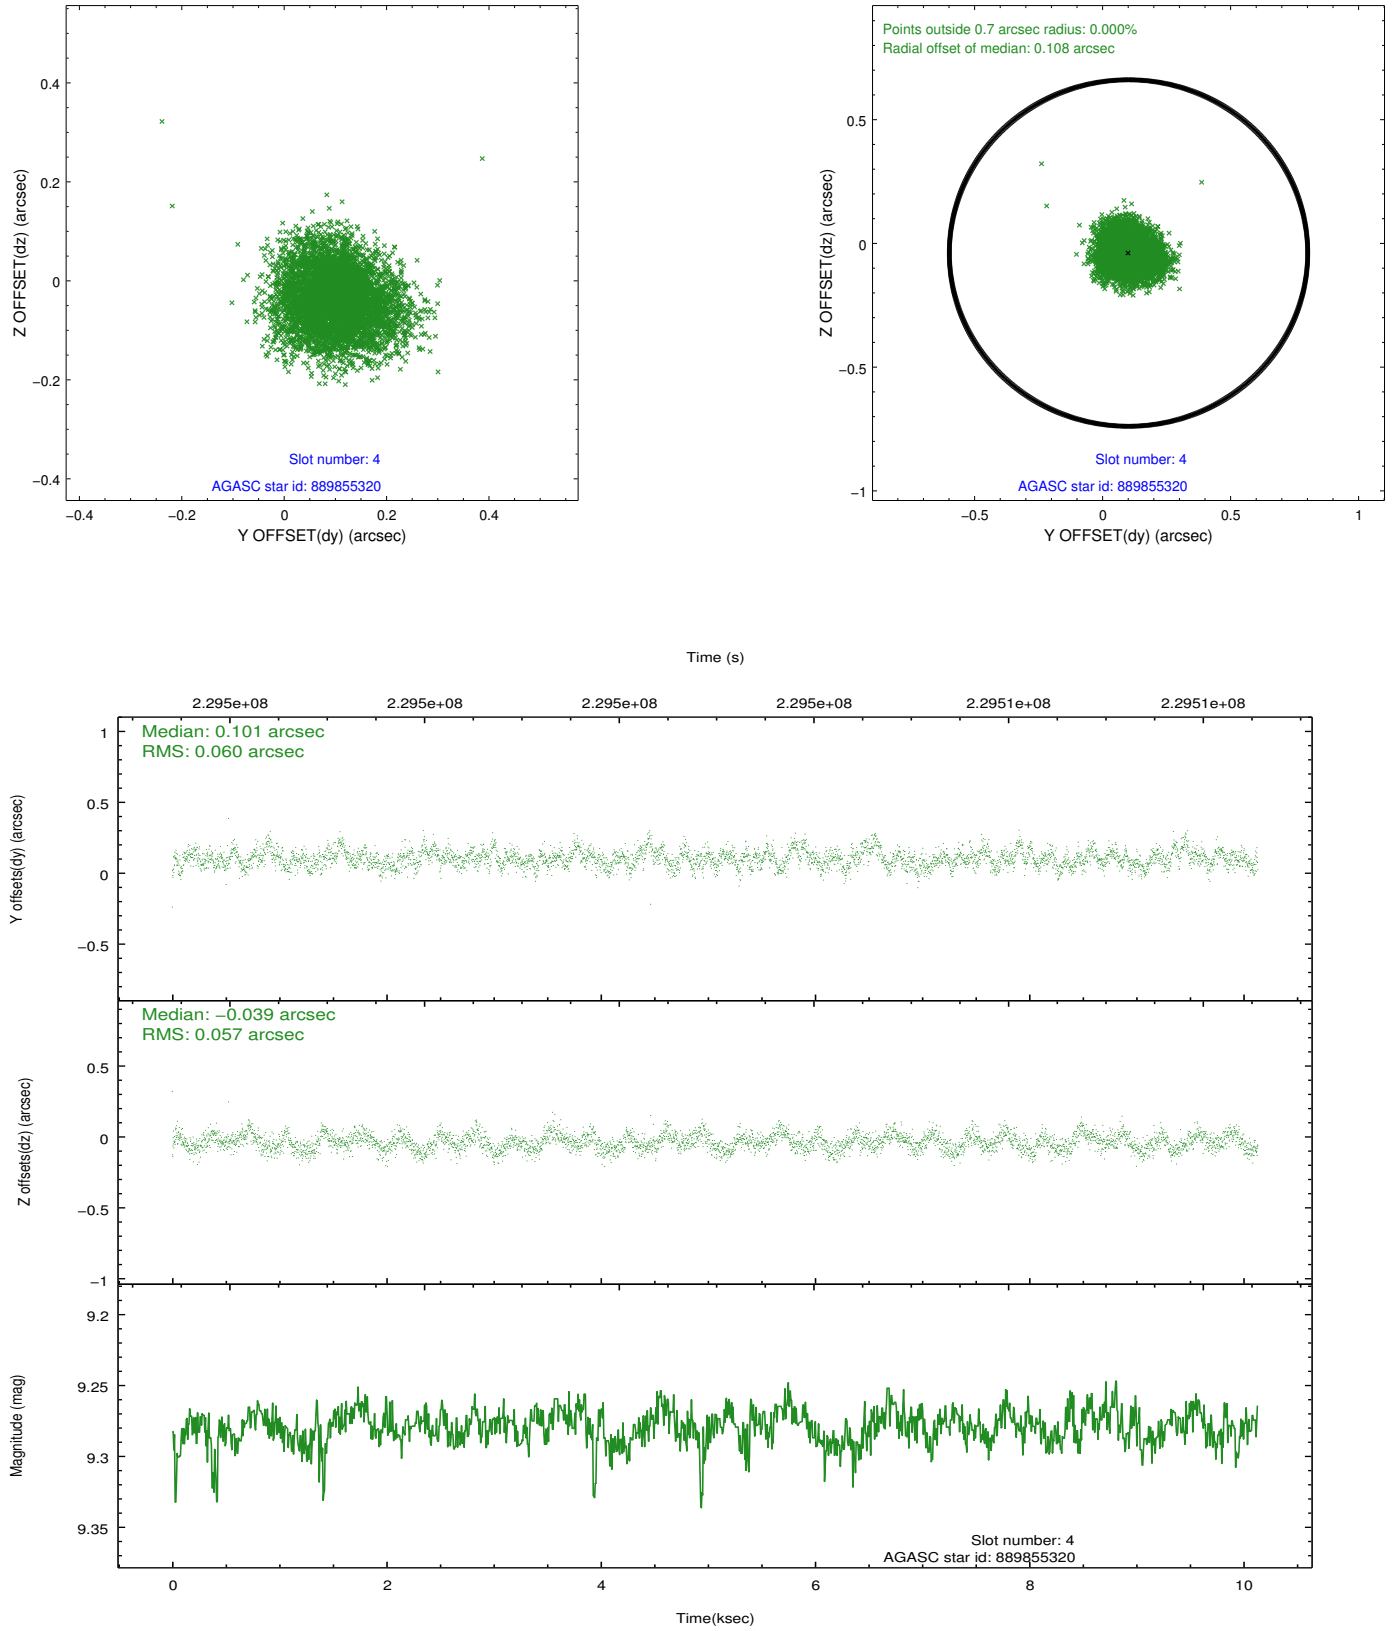 0.4
0.2
0
−0.2
−0.4
Z OFFSET(dz) (arcsec)
Slot number: 4
AGASC star id: 889855320
−0.4 −0.2 0 0.2 0.4
Y OFFSET(dy) (arcsec)
Points outside 0.7 arcsec radius: 0.000%
Radial offset of median: 0.108 arcsec
0.5
0
−0.5
−1
Z OFFSET(dz) (arcsec)
Slot number: 4
AGASC star id: 889855320
−0.5 0 0.5 1
Y OFFSET(dy) (arcsec)
Time (s)
2.295e+08 2.295e+08 2.295e+08 2.295e+08 2.2951e+08 2.2951e+08
Median: 0.101 arcsec
RMS: 0.060 arcsec
1
0.5
0
−0.5
Y offsets(dy) (arcsec)
Median: −0.039 arcsec
RMS: 0.057 arcsec
0.5
0
−0.5
−1
Z offsets(dz) (arcsec)
9.2
9.25
9.3
9.35
Magnitude (mag)
Slot number: 4
AGASC star id: 889855320
0 2 4 6 8 10
Time(ksec)